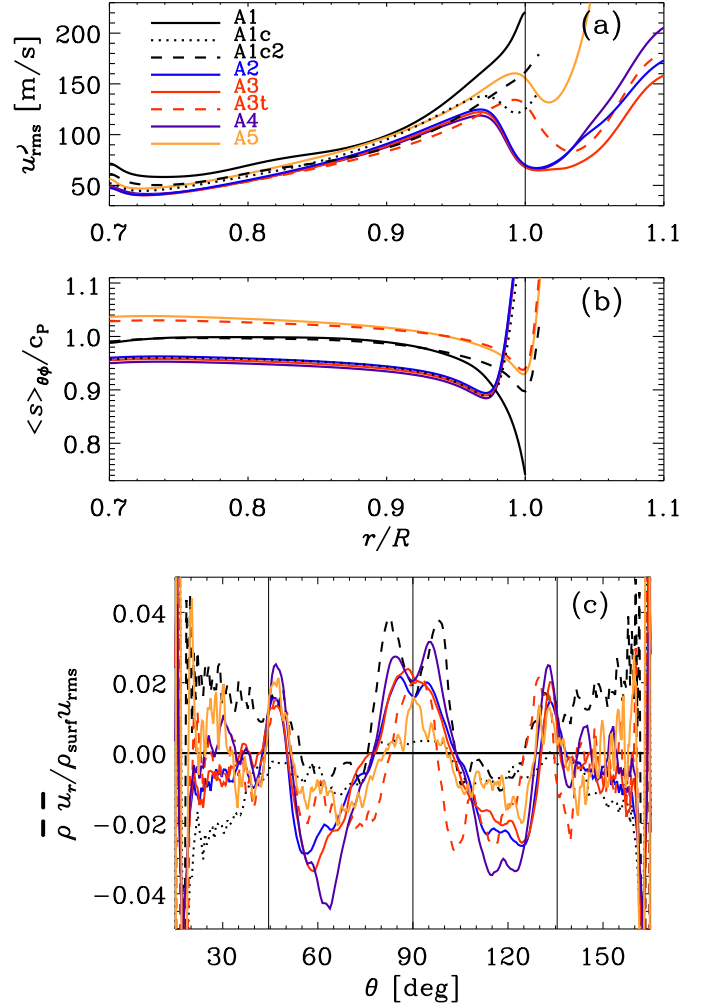 200
150
100
50
u'rms [m/s]
A1
A1c
A1c2
A2
A3
A3t
A4
A5
(a)
0.7 0.8 0.9 1.0 1.1
1.1
1.0
0.9
0.8
<s>θϕ/cP
(b)
0.7 0.8 0.9 1.0 1.1
r/R
0.04
0.02
0.00
-0.02
-0.04
ρ ur/ρsurf urms
(c)
30 60 90 120 150
θ [deg]